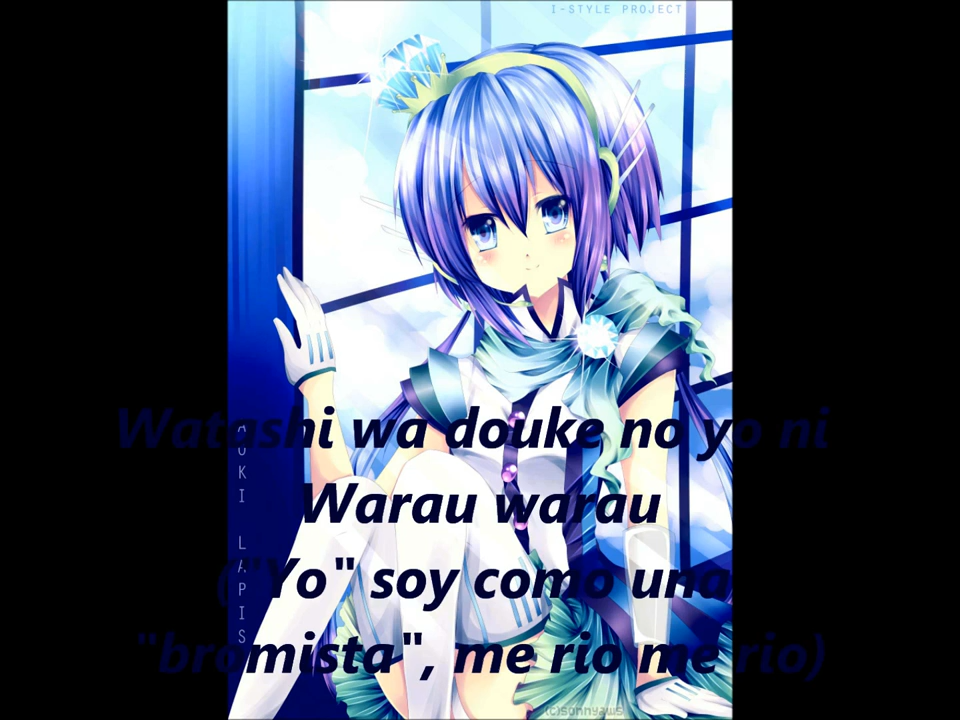 I-STYLE PROJECT
AOKI LAPIS
Watashi wa douke no yo ni
Warau warau
("Yo" soy como una
"bromista", me rio me rio)
(c)sunnyaws